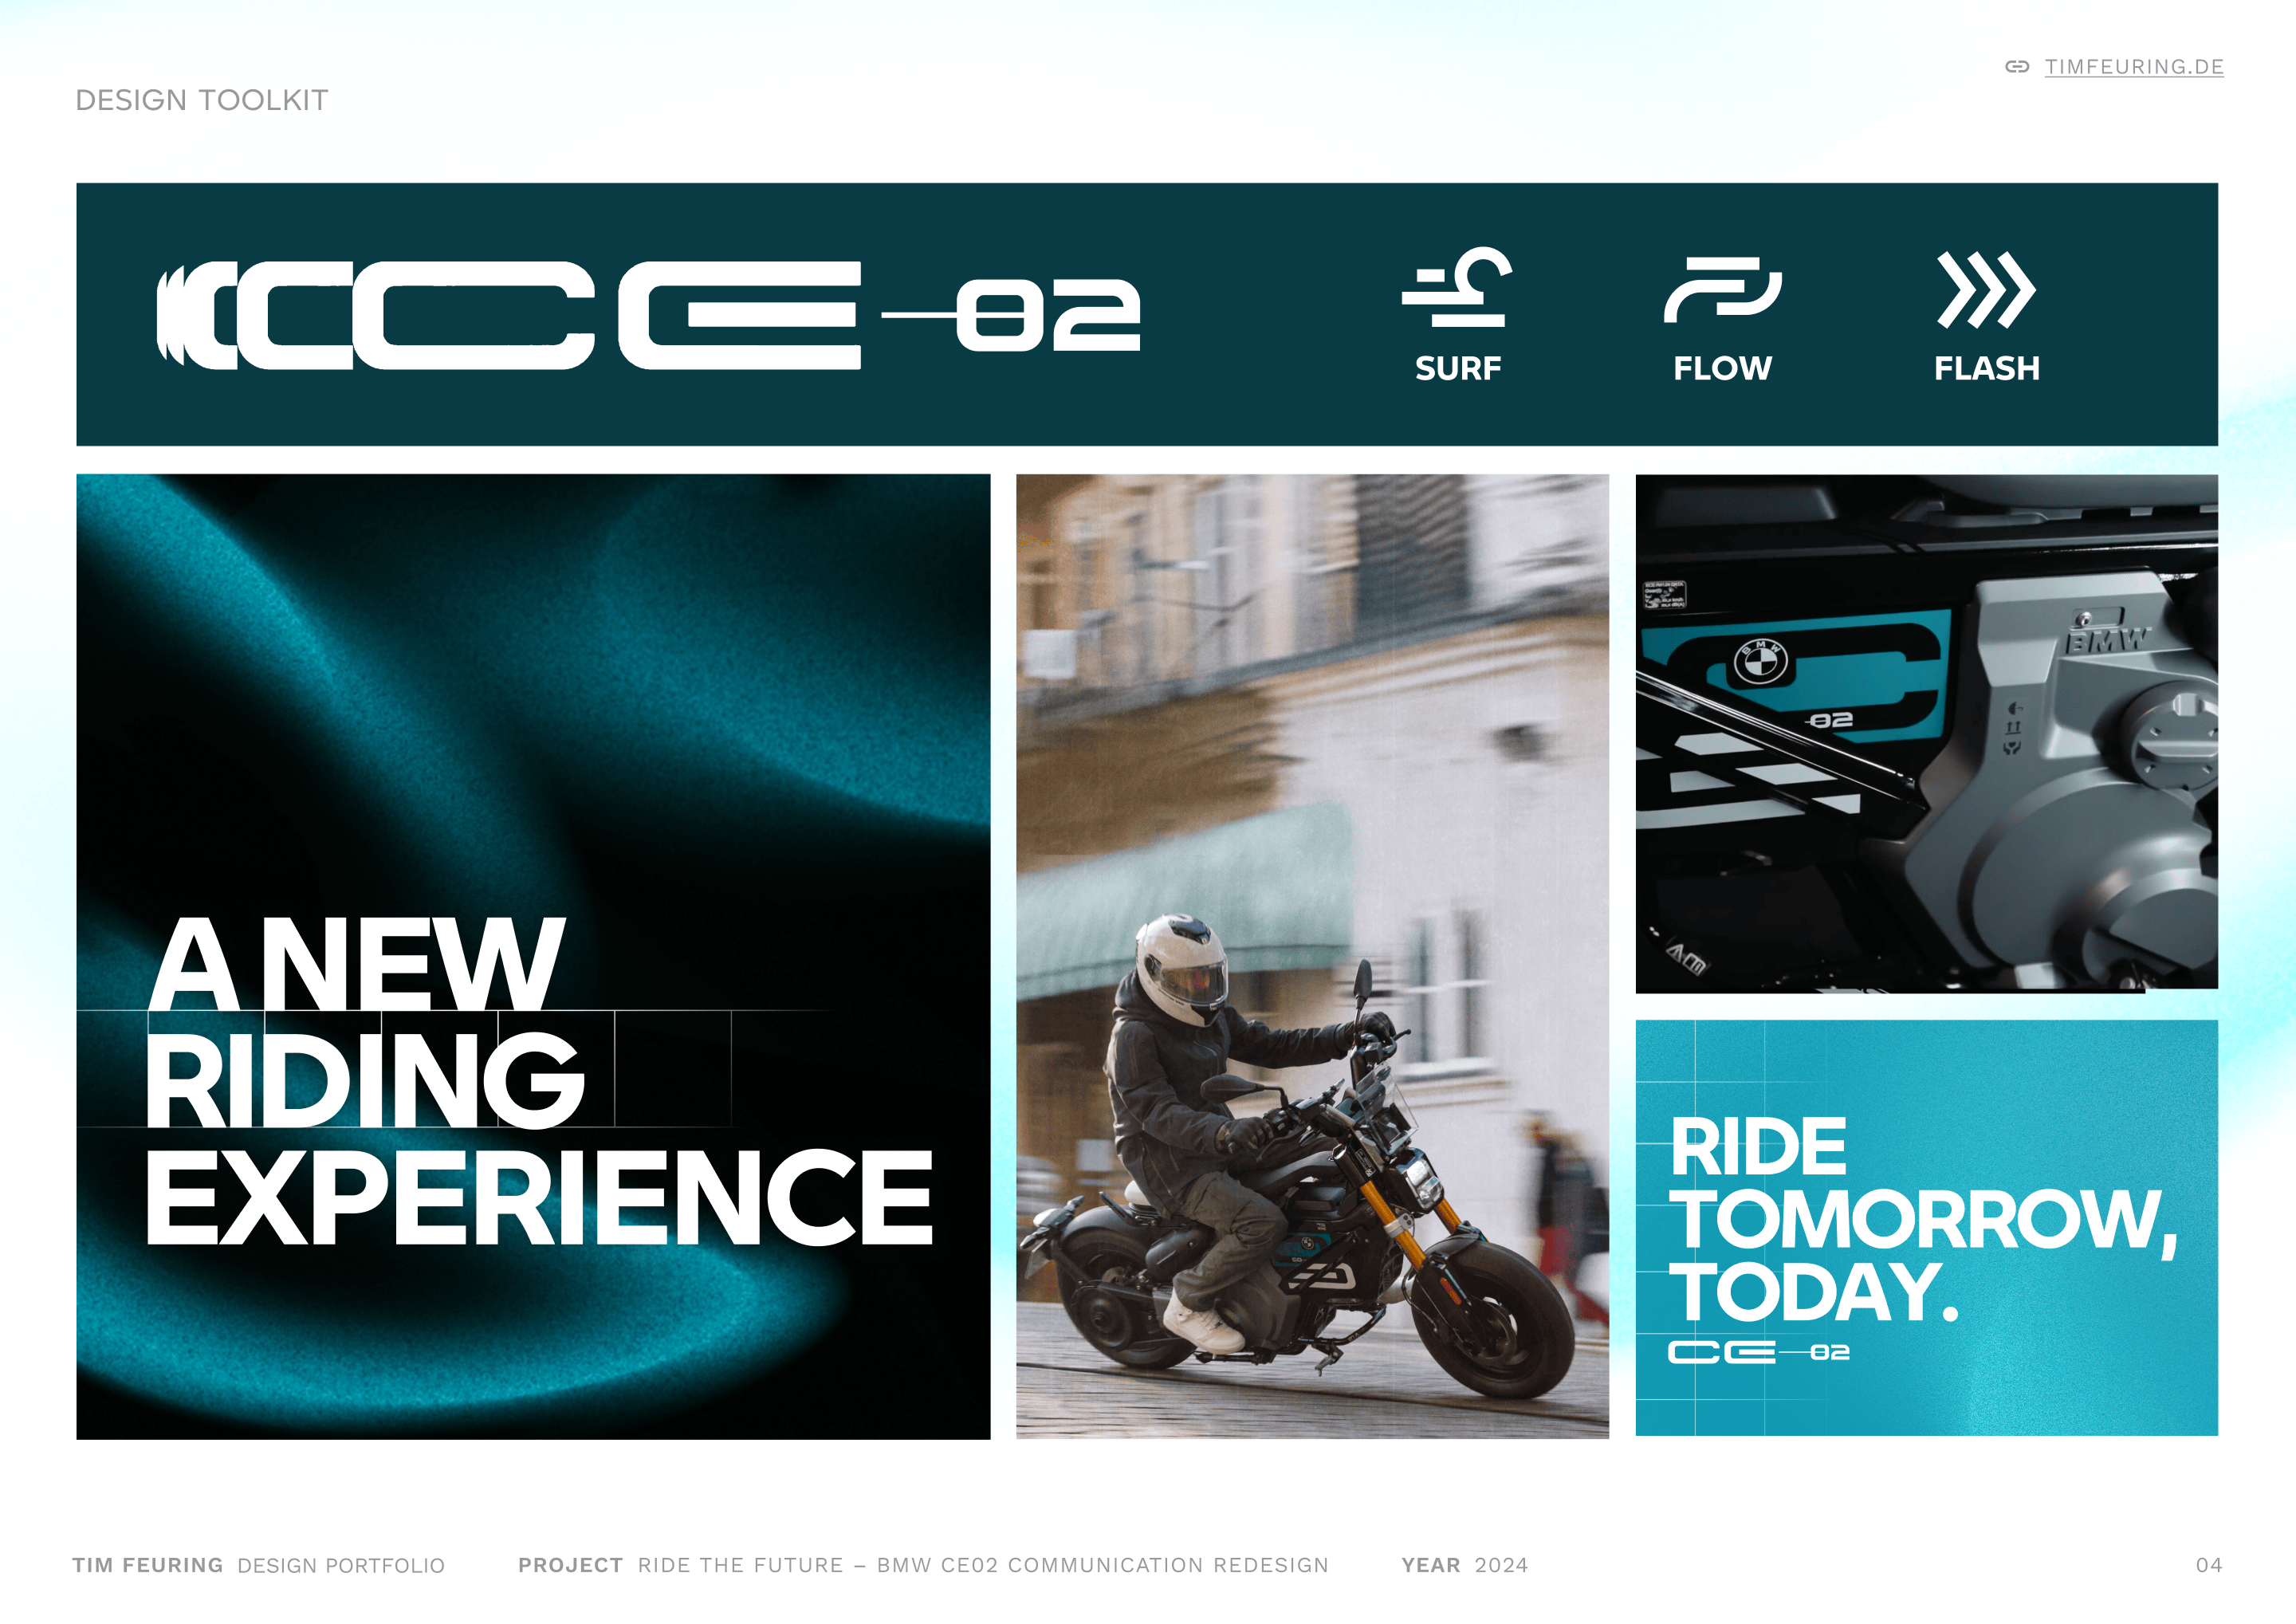 TIMFEURING.DE
DESIGN TOOLKIT
CE-02
SURF
FLOW
FLASH
A NEW
RIDING
EXPERIENCE
BMW
BMW
-02
RIDE
TOMORROW,
TODAY.
CE-02
TIM FEURING DESIGN PORTFOLIO PROJECT RIDE THE FUTURE – BMW CE02 COMMUNICATION REDESIGN YEAR 2024 04